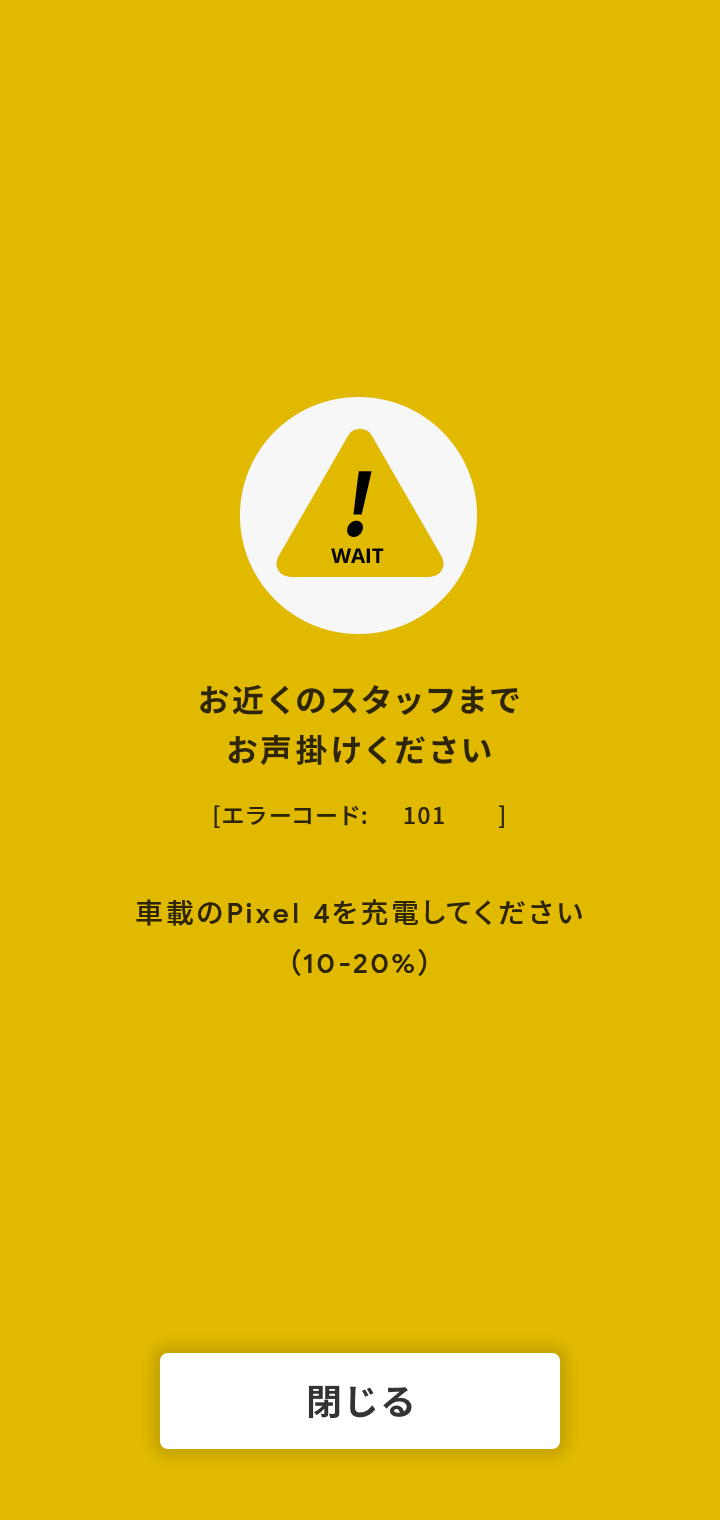 !
WAIT
お近くのスタッフまで
お声掛けください
[エラーコード: 101 ]
車載のPixel 4を充電してください
（10-20%）
閉じる